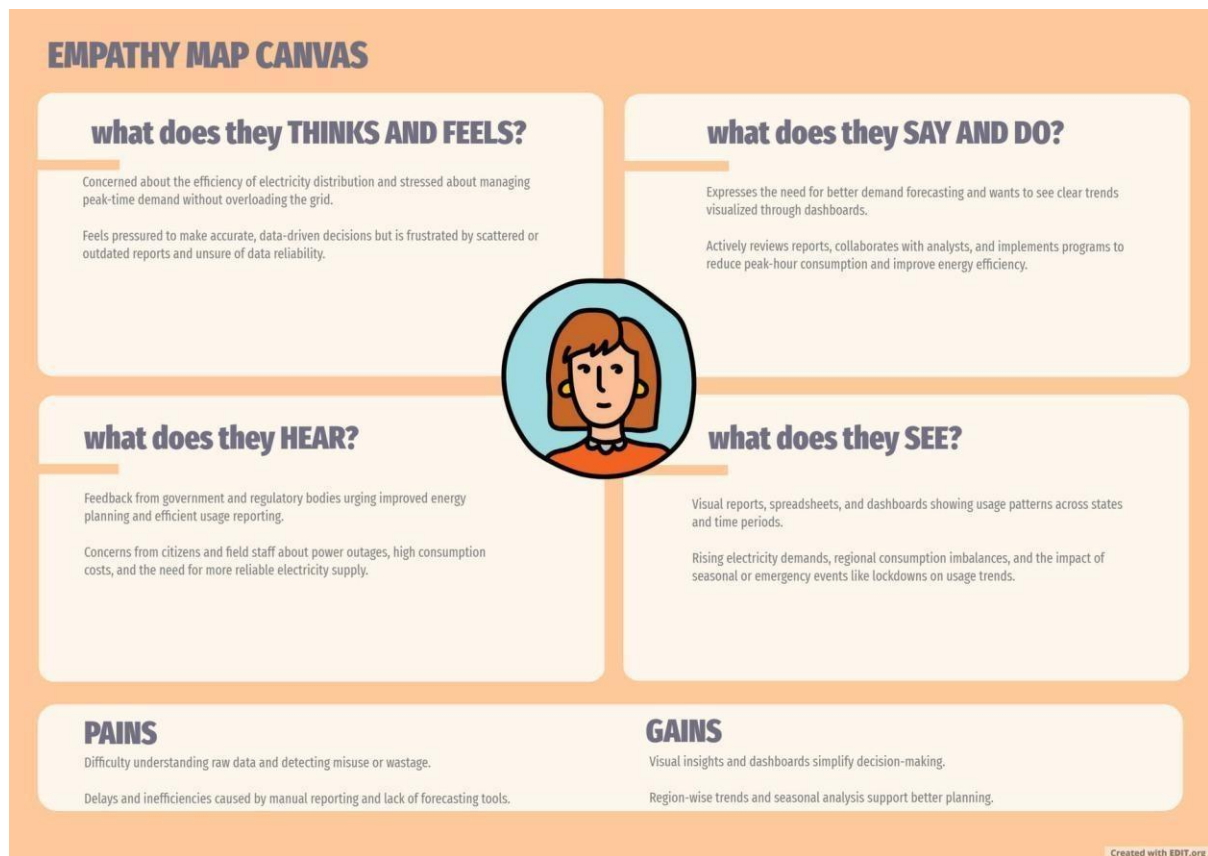 EMPATHY MAP CANVAS
what does they THINKS AND FEELS?
Concerned about the efficiency of electricity distribution and stressed about managing
peak-time demand without overloading the grid.
Feels pressured to make accurate, data-driven decisions but is frustrated by scattered or
outdated reports and unsure of data reliability.
what does they SAY AND DO?
Expresses the need for better demand forecasting and wants to see clear trends
visualized through dashboards.
Actively reviews reports, collaborates with analysts, and implements programs to
reduce peak-hour consumption and improve energy efficiency.
what does they HEAR?
Feedback from government and regulatory bodies urging improved energy
planning and efficient usage reporting.
Concerns from citizens and field staff about power outages, high consumption
costs, and the need for more reliable electricity supply.
what does they SEE?
Visual reports, spreadsheets, and dashboards showing usage patterns across states
and time periods.
Rising electricity demands, regional consumption imbalances, and the impact of
seasonal or emergency events like lockdowns on usage trends.
PAINS
Difficulty understanding raw data and detecting misuse or wastage.
Delays and inefficiencies caused by manual reporting and lack of forecasting tools.
GAINS
Visual insights and dashboards simplify decision-making.
Region-wise trends and seasonal analysis support better planning.
Created with EDIT.org